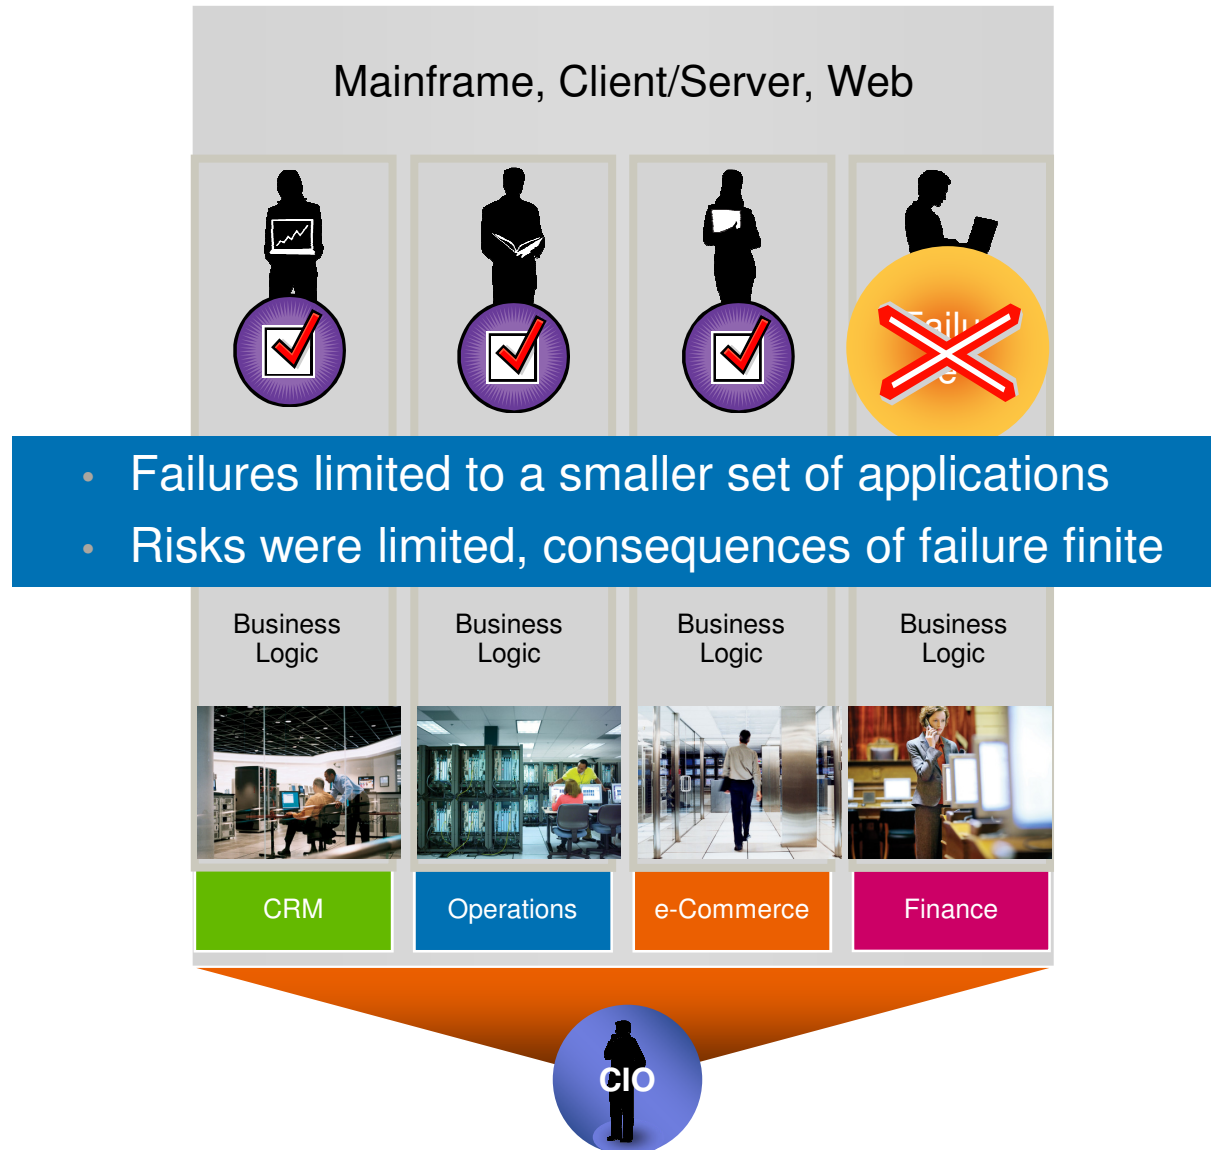 Mainframe, Client/Server, Web
Failu
e
• Failures limited to a smaller set of applications
• Risks were limited, consequences of failure finite
Business
Logic
Business
Logic
Business
Logic
Business
Logic
CRM
Operations
e-Commerce
Finance
CIO